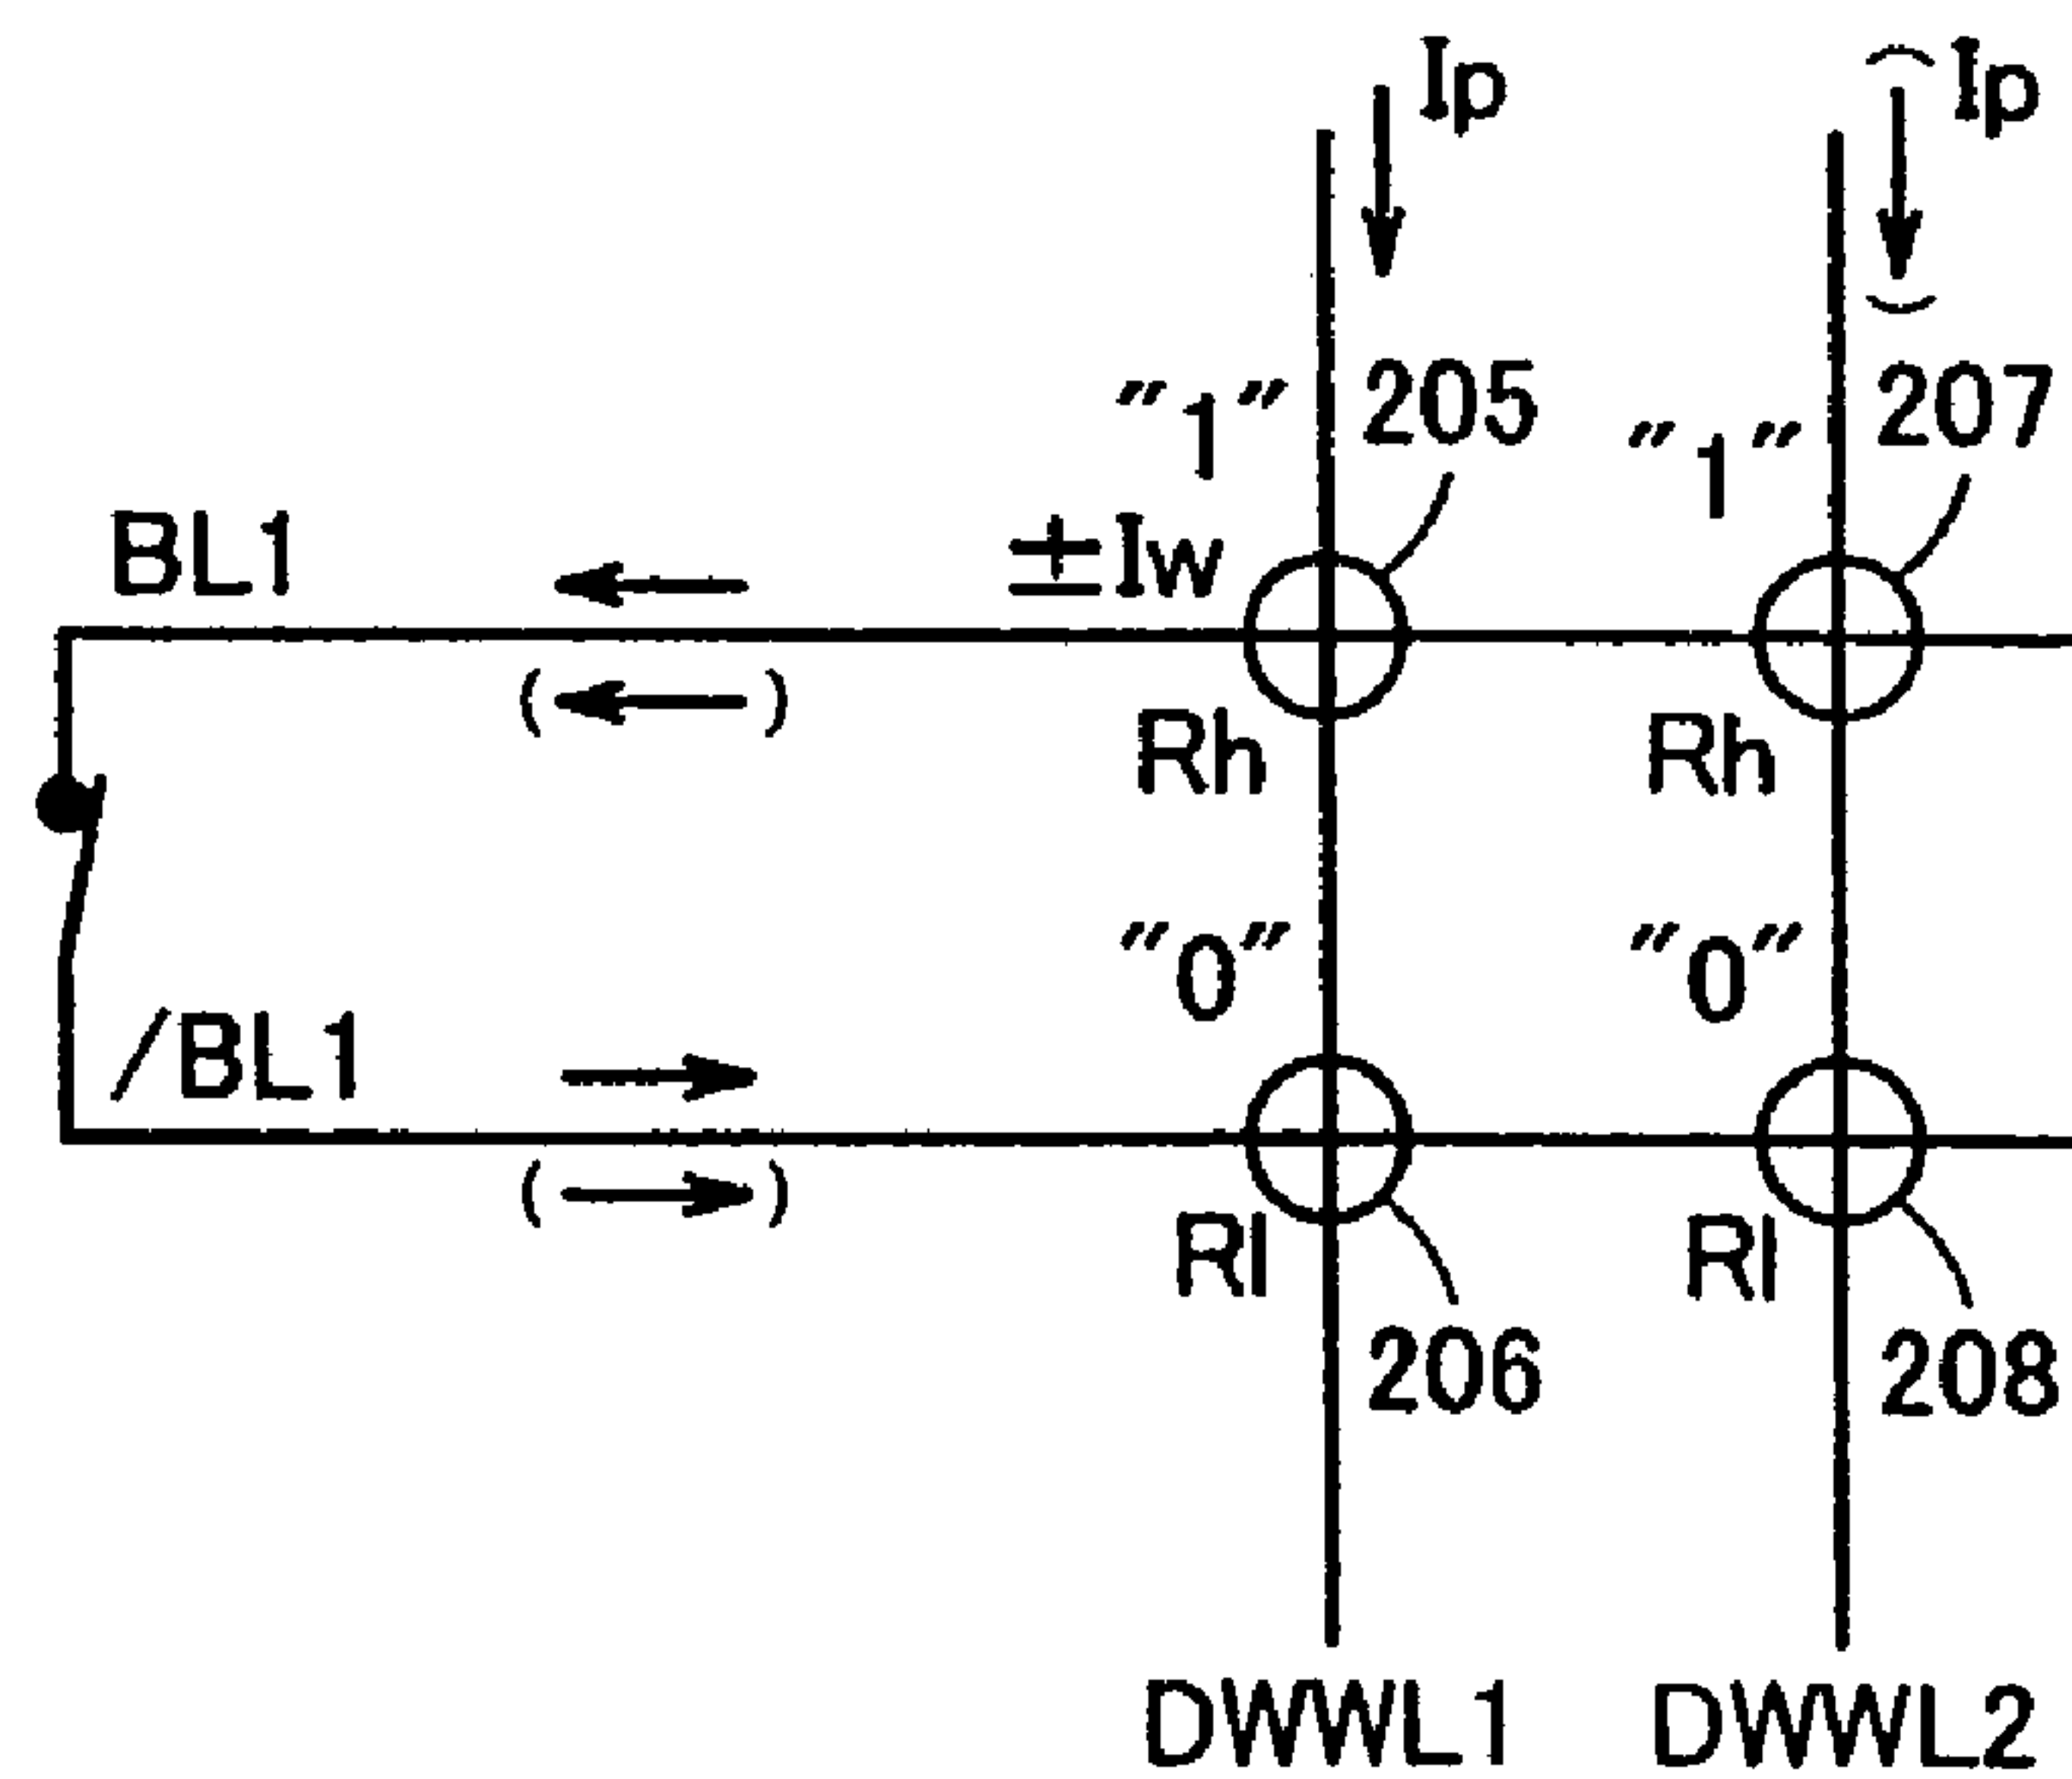 Ip ( Ip )
"1" 205 "1" 207
BL1 ±Iw
( )
Rh Rh
"0" "0"
/BL1
( )
Rl Rl
206 208
DWWL1 DWWL2